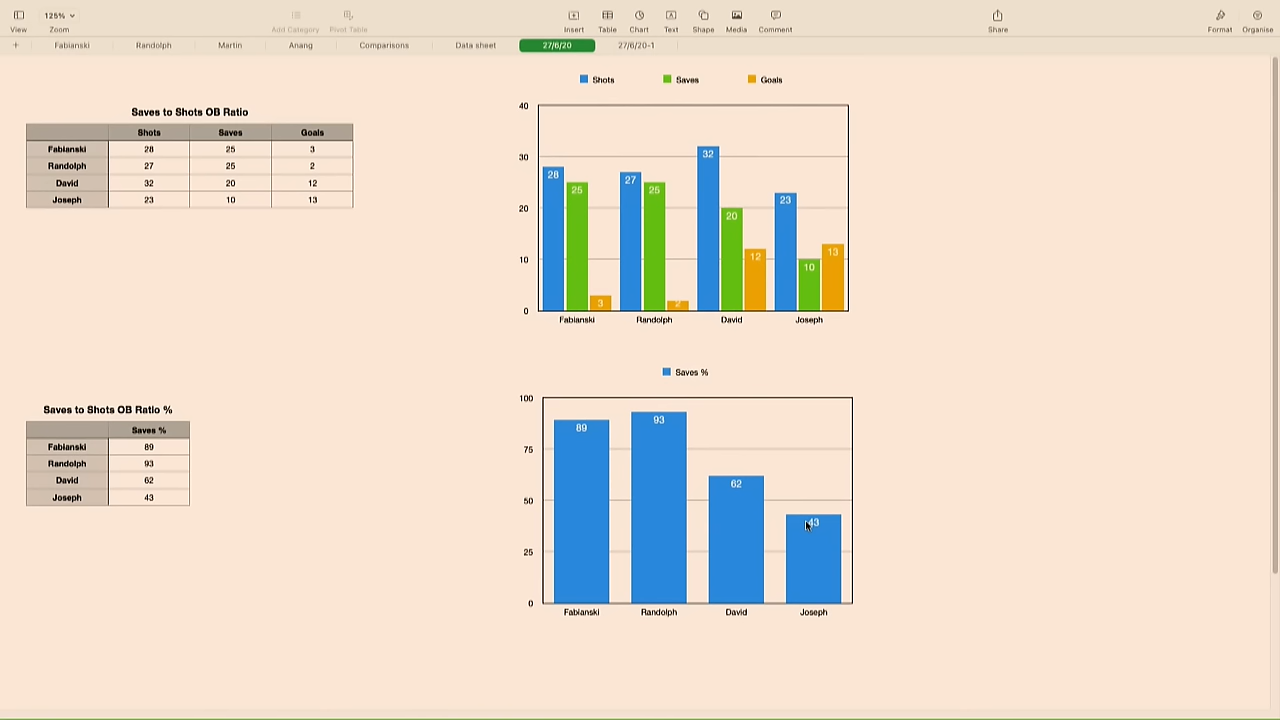 125%
View Zoom Add Category Pivot Table Insert Table Chart Text Shape Media Comment Share Format Organise
+ Fabianski Randolph Martin Anang Comparisons Data sheet 27/6/20 27/6/20-1
Shots Saves Goals
Saves to Shots OB Ratio
Shots Saves Goals
Fabianski 28 25 3
Randolph 27 25 2
David 32 20 12
Joseph 23 10 13
40
30
20
10
0
28 25 3 27 25 2 32 20 12 23 10 13
Fabianski Randolph David Joseph
Saves %
Saves to Shots OB Ratio %
Saves %
Fabianski 89
Randolph 93
David 62
Joseph 43
100
75
50
25
0
89 93 62 43
Fabianski Randolph David Joseph